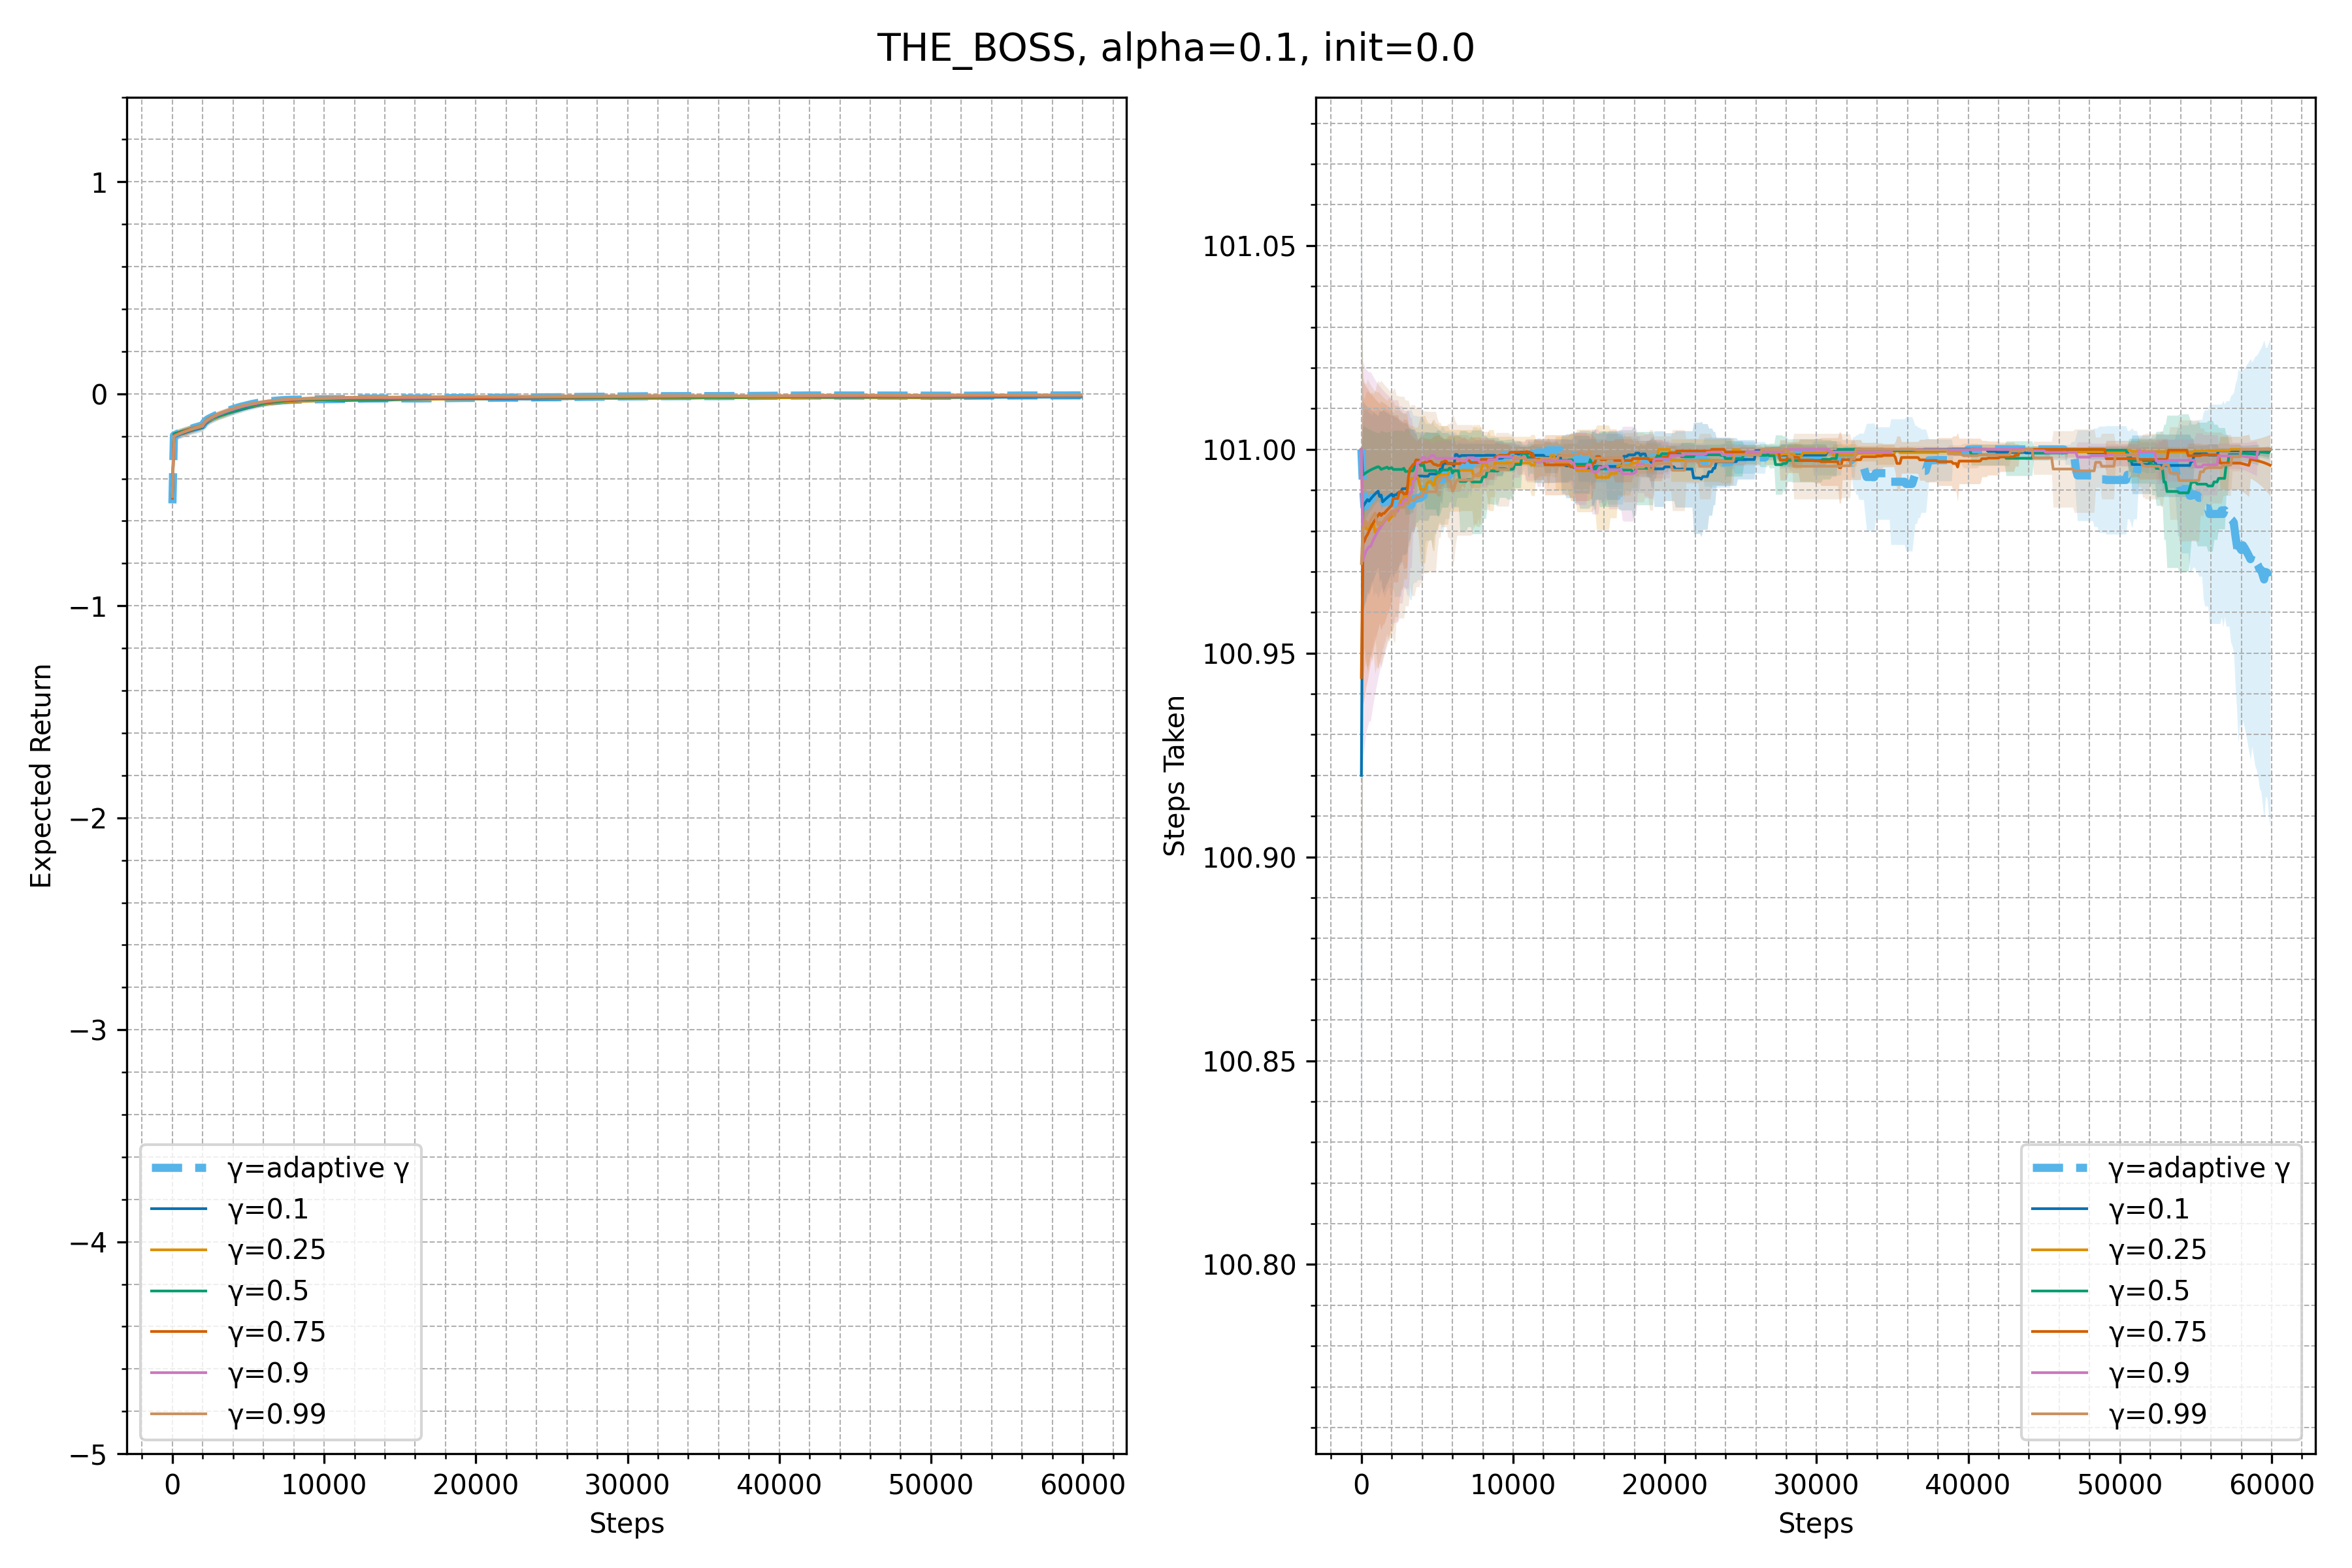 THE_BOSS, alpha=0.1, init=0.0
Expected Return
1
0
−1
−2
−3
−4
−5
γ=adaptive γ
γ=0.1
γ=0.25
γ=0.5
γ=0.75
γ=0.9
γ=0.99
0 10000 20000 30000 40000 50000 60000
Steps
Steps Taken
101.05
101.00
100.95
100.90
100.85
100.80
γ=adaptive γ
γ=0.1
γ=0.25
γ=0.5
γ=0.75
γ=0.9
γ=0.99
0 10000 20000 30000 40000 50000 60000
Steps